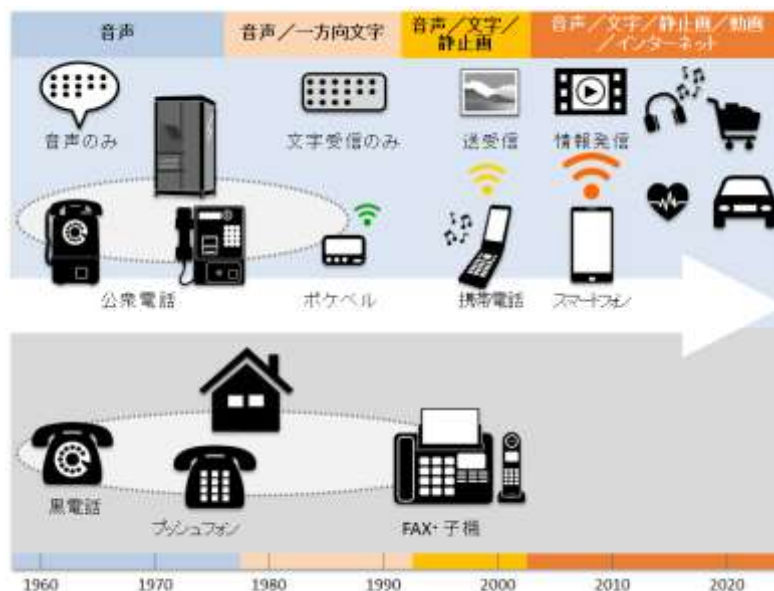 音声
音声／一方向文字
音声／文字／
静止画
音声／文字／静止画／動画
／インターネット
音声のみ
文字受信のみ
送受信
情報発信
公衆電話
ポケベル
携帯電話
スマートフォン
黒電話
プッシュフォン
FAX・子機
1960
1970
1980
1990
2000
2010
2020